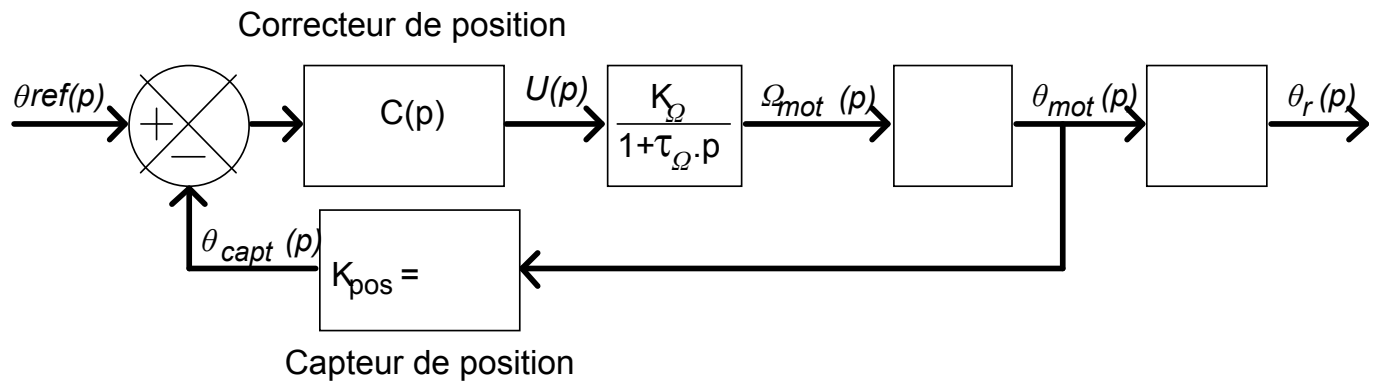 Correcteur de position
θref(p)
+
−
C(p)
U(p)
K_Ω
1+τ_Ω.p
Ω_mot (p)
θ_mot (p)
θ_r (p)
θ_capt (p)
K_pos =
Capteur de position